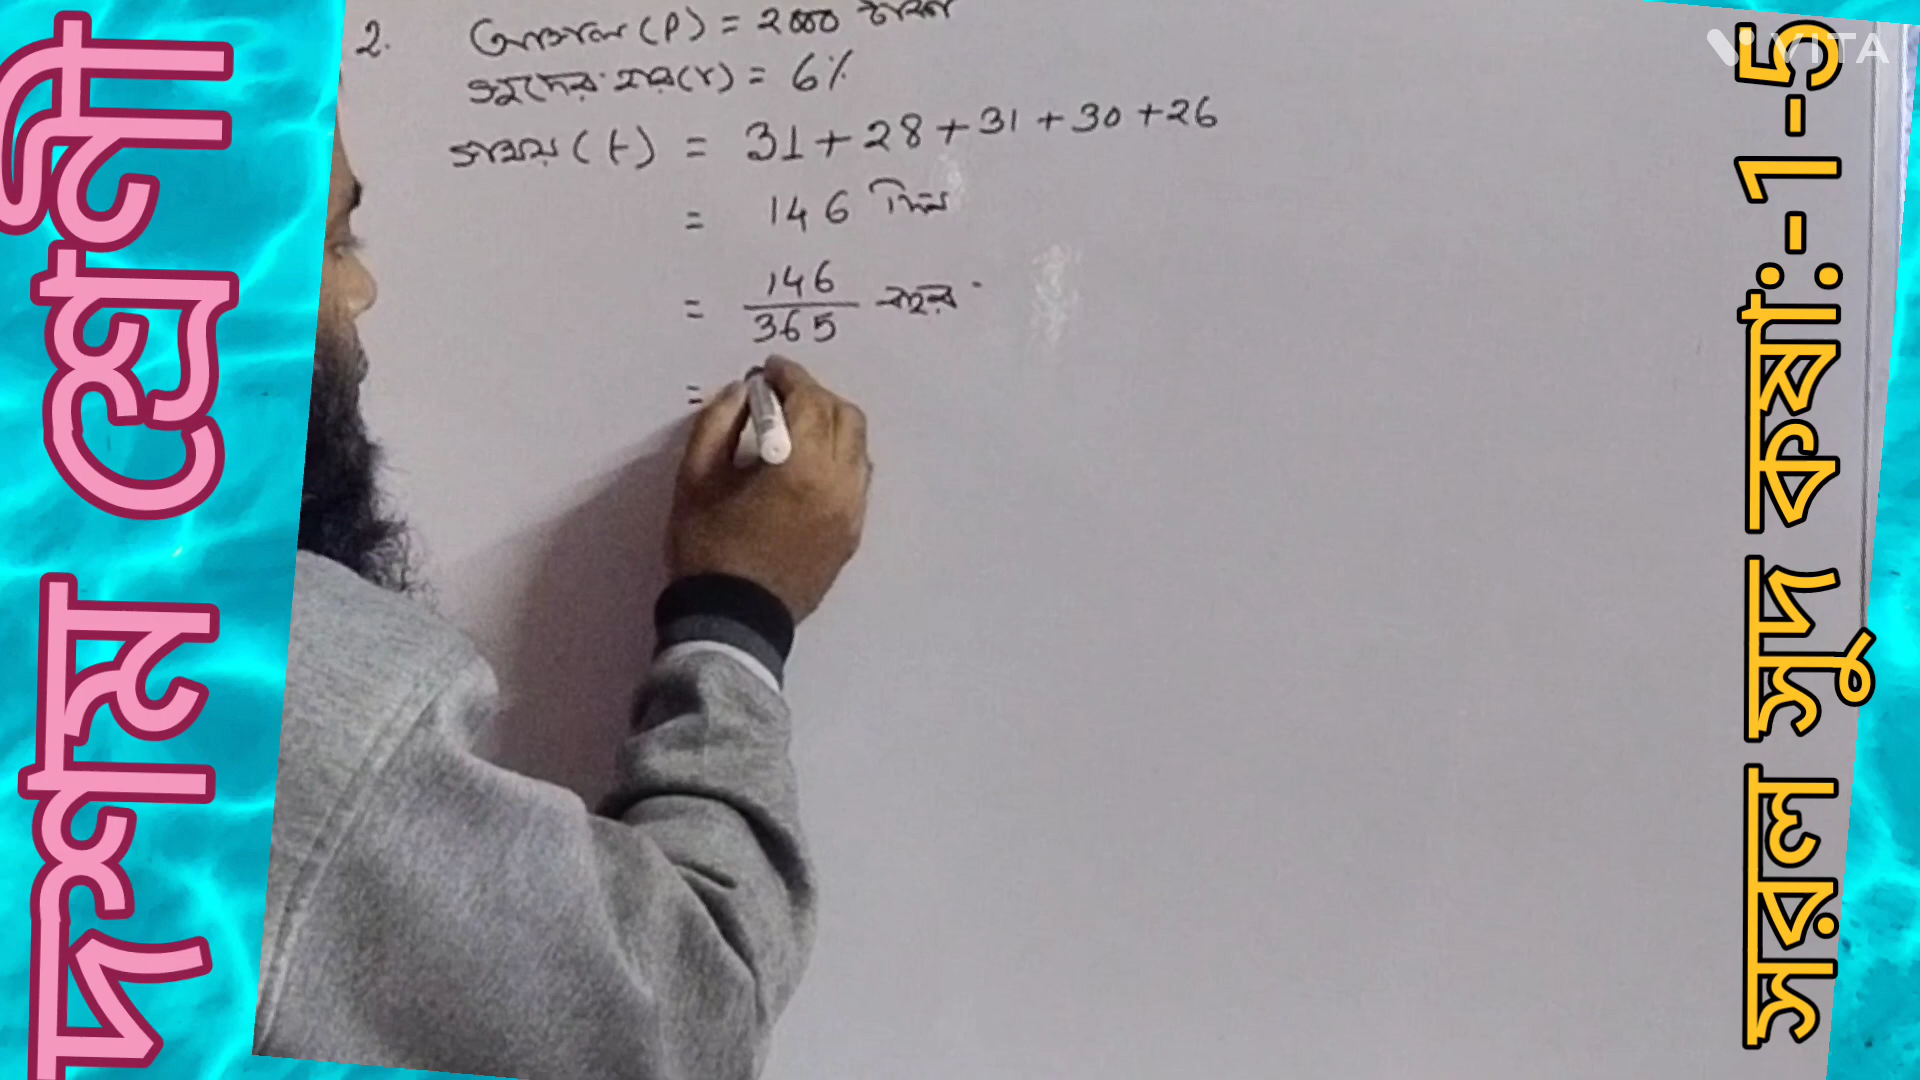 দশম শ্রেনী
2. আসল (P) = 2000 টাকা
সুদের হার (r) = 6%
সময় (t) = 31 + 28 + 31 + 30 + 26
= 146 দিন
= 146/365 বছর
=
সরল সুদ কষা:-1-5
VITA